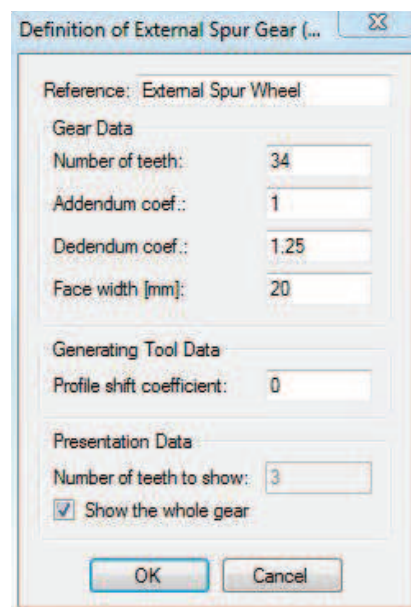 Definition of External Spur Gear (...
Reference: External Spur Wheel
Gear Data
Number of teeth: 34
Addendum coef.: 1
Dedendum coef.: 1.25
Face width [mm]: 20
Generating Tool Data
Profile shift coefficient: 0
Presentation Data
Number of teeth to show: 3
Show the whole gear
OK Cancel